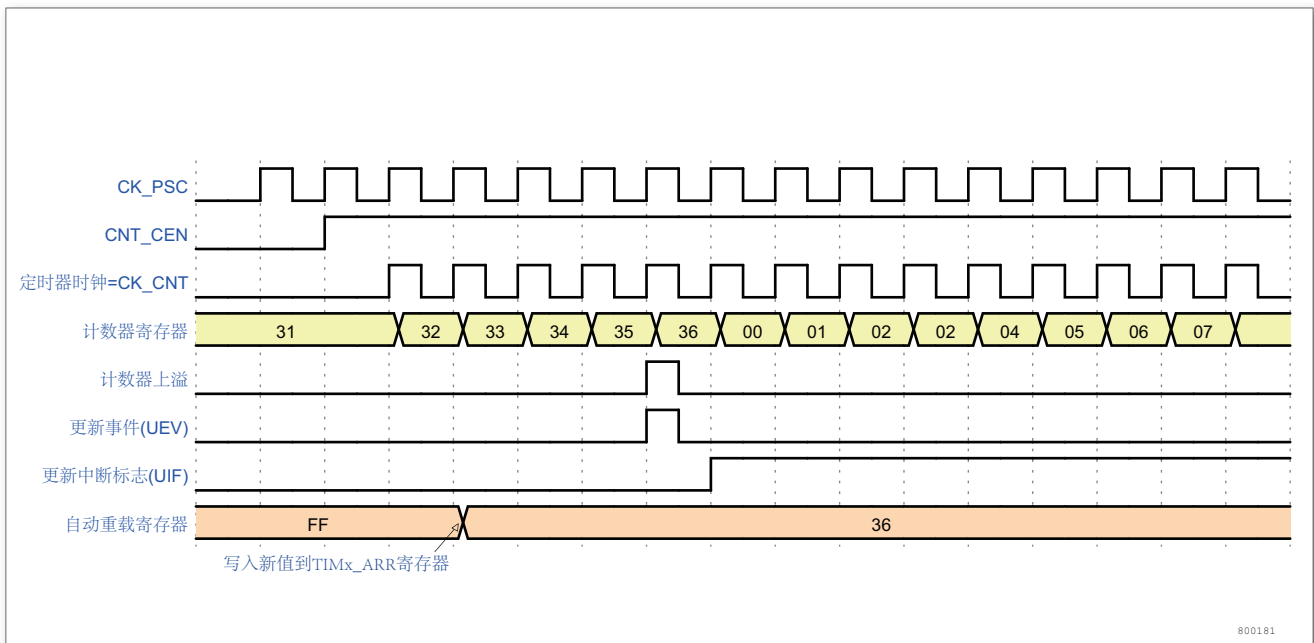 CK_PSC
CNT_CEN
定时器时钟=CK_CNT
计数器寄存器 31 32 33 34 35 36 00 01 02 02 04 05 06 07
计数器上溢
更新事件(UEV)
更新中断标志(UIF)
自动重载寄存器 FF 36
写入新值到TIMx_ARR寄存器
800181